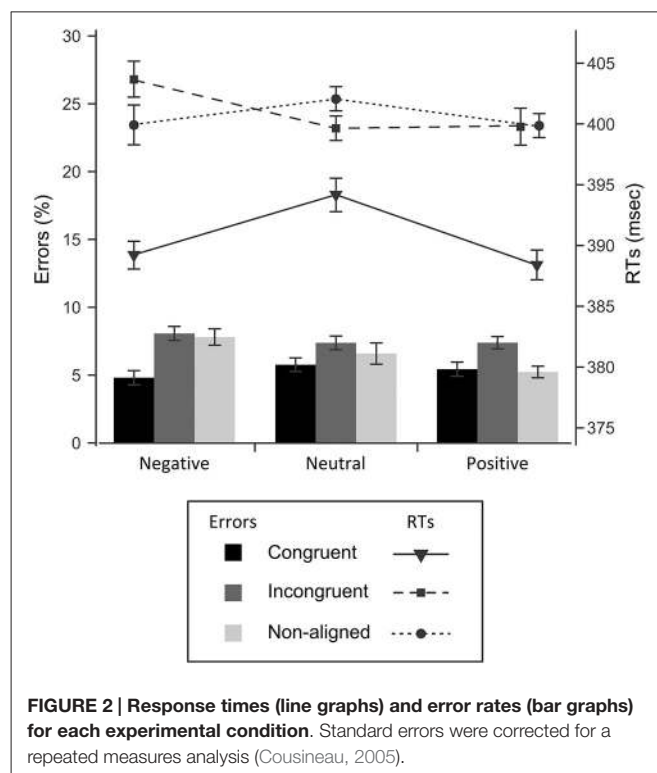 30
25
20
15
10
5
0
Errors (%)
405
400
395
390
385
380
375
RTs (msec)
Negative Neutral Positive
Errors RTs
Congruent
Incongruent
Non-aligned
FIGURE 2 | Response times (line graphs) and error rates (bar graphs)
for each experimental condition. Standard errors were corrected for a
repeated measures analysis (Cousineau, 2005).